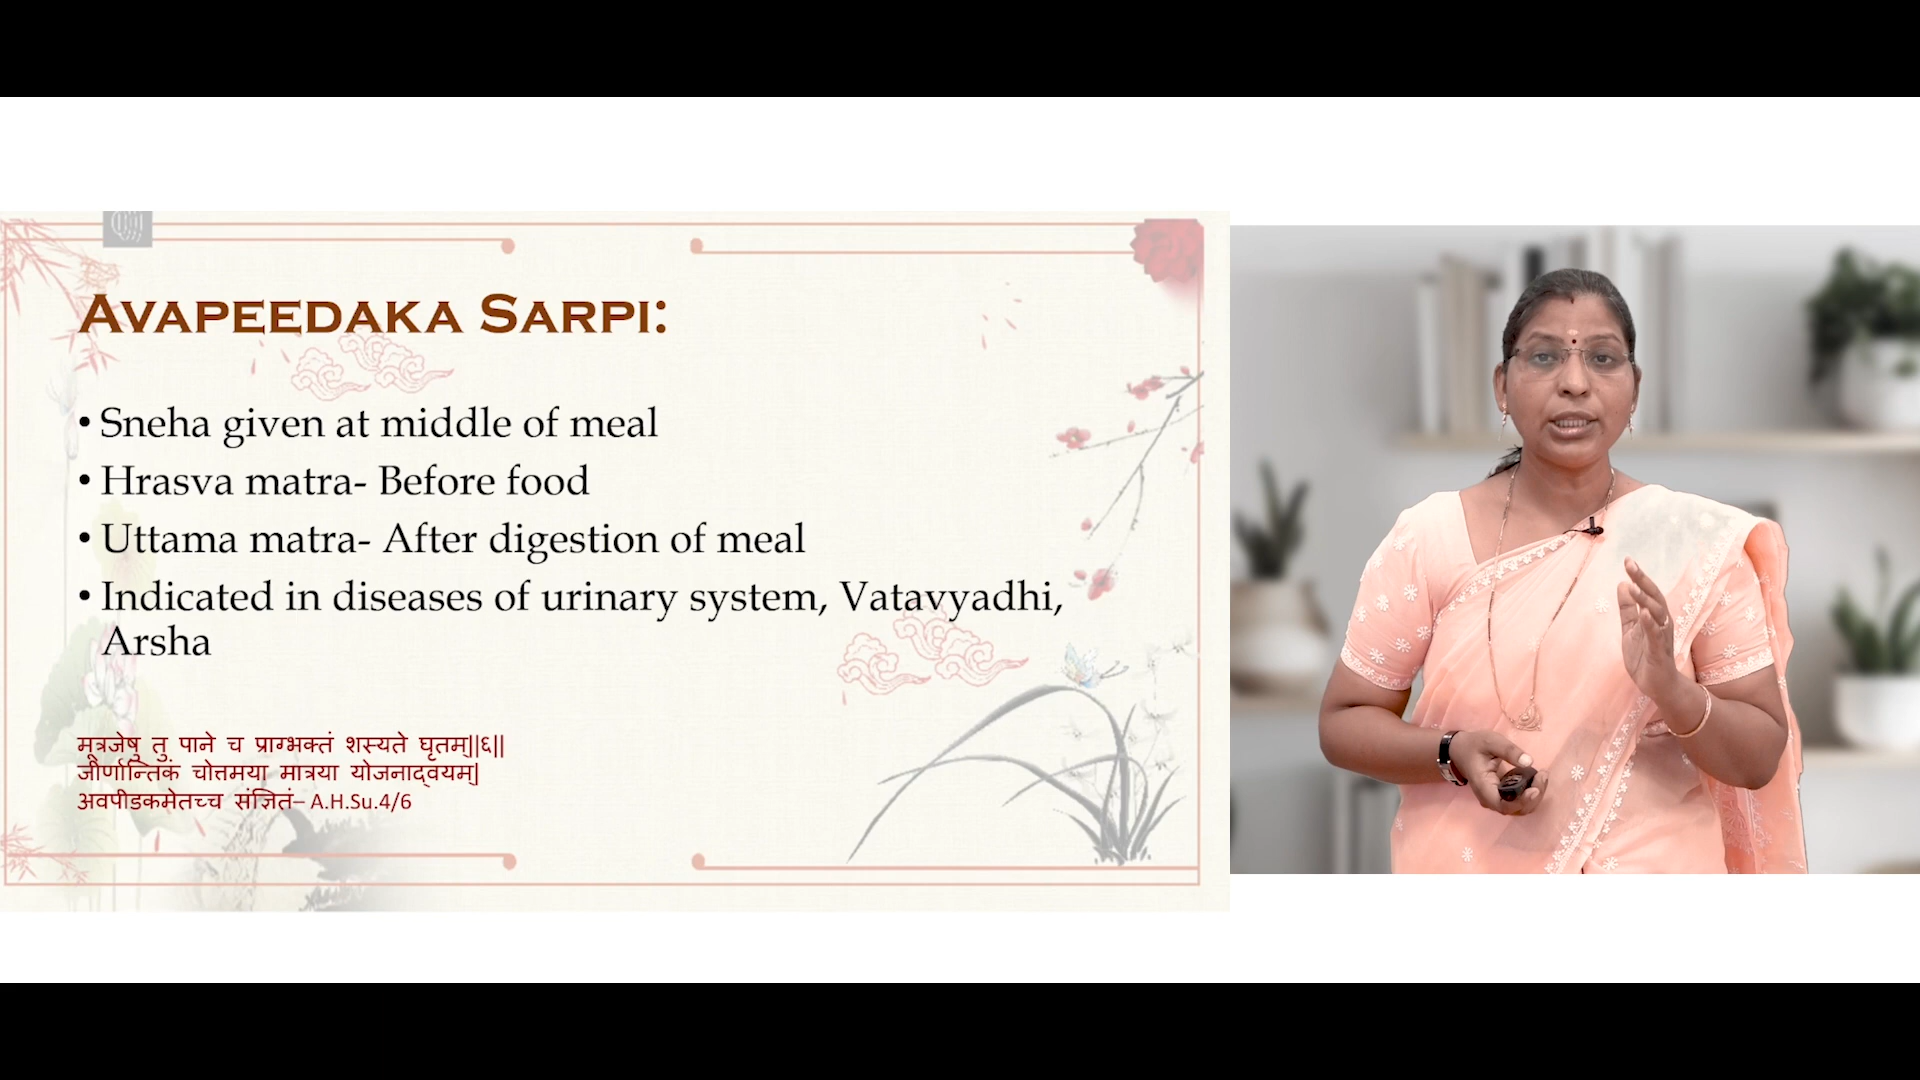 AVAPEEDAKA SARPI:
• Sneha given at middle of meal
• Hrasva matra- Before food
• Uttama matra- After digestion of meal
• Indicated in diseases of urinary system, Vatavyadhi,
Arsha
मूत्रजेषु तु पाने च प्राग्भक्तं शस्यते घृतम्||६||
जीर्णान्तिकं चोत्तमया मात्रया योजनाद्वयम्|
अवपीडकमेतच्च संज्ञितं– A.H.Su.4/6